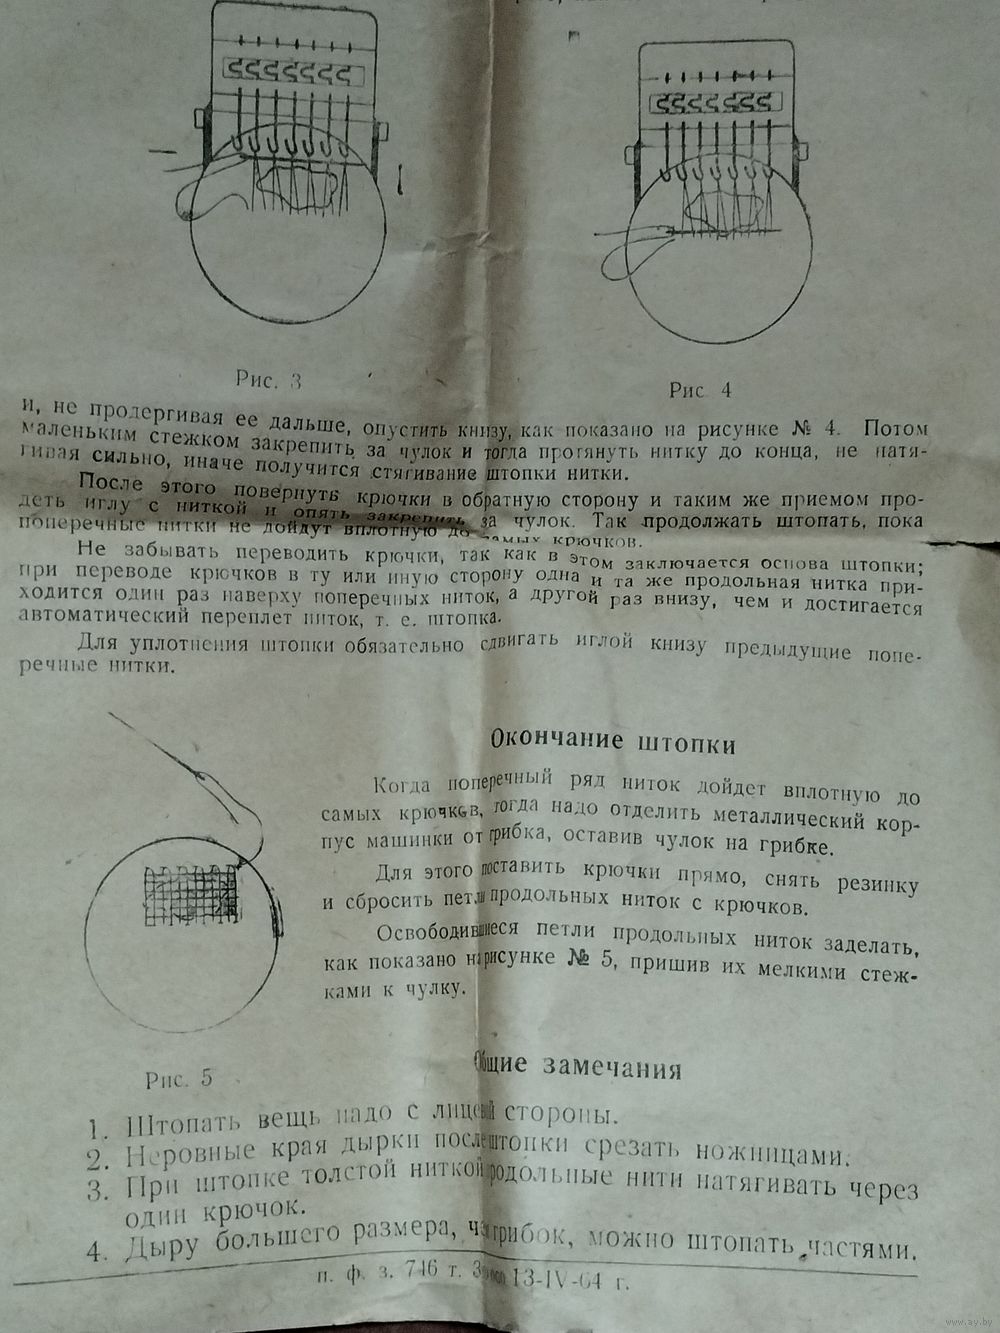 Рис. 3
Рис 4
и, не продергивая ее дальше, опустить книзу, как показано на рисунке № 4. Потом
маленьким стежком закрепить за чулок и тогда протянуть нитку до конца, не натя-
гивая сильно, иначе получится стягивание штопки нитки.
После этого повернуть крючки в обратную сторону и таким же приемом про-
деть иглу с ниткой и опять закрепить за чулок. Так продолжать штопать, пока
поперечные нитки не дойдут вплотную до самых крючков.
Не забывать переводить крючки, так как в этом заключается основа штопки;
при переводе крючков в ту или иную сторону одна и та же продольная нитка при-
ходится один раз наверху поперечных ниток, а другой раз внизу, чем и достигается
автоматический переплет ниток, т. е. штопка.
Для уплотнения штопки обязательно сдвигать иглой книзу предыдущие попе-
речные нитки.
Окончание штопки
Когда поперечный ряд ниток дойдет вплотную до
самых крючков, тогда надо отделить металлический кор-
пус машинки от грибка, оставив чулок на грибке.
Для этого поставить крючки прямо, снять резинку
и сбросить петли продольных ниток с крючков.
Освободившиеся петли продольных ниток заделать,
как показано на рисунке № 5, пришив их мелкими стеж-
ками к чулку.
Рис. 5
Общие замечания
1. Штопать вещь надо с лицевой стороны.
2. Неровные края дырки после штопки срезать ножницами.
3. При штопке толстой ниткой продольные нити натягивать через
один крючок.
4. Дыру большего размера, чем грибок, можно штопать частями.
п. ф. з. 746 т. 13-IV-64 г.
www.ay.by